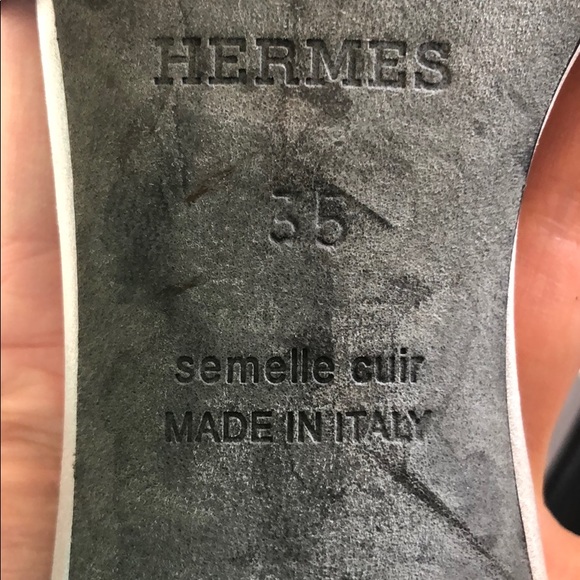 HERMES
35
semelle cuir
MADE IN ITALY